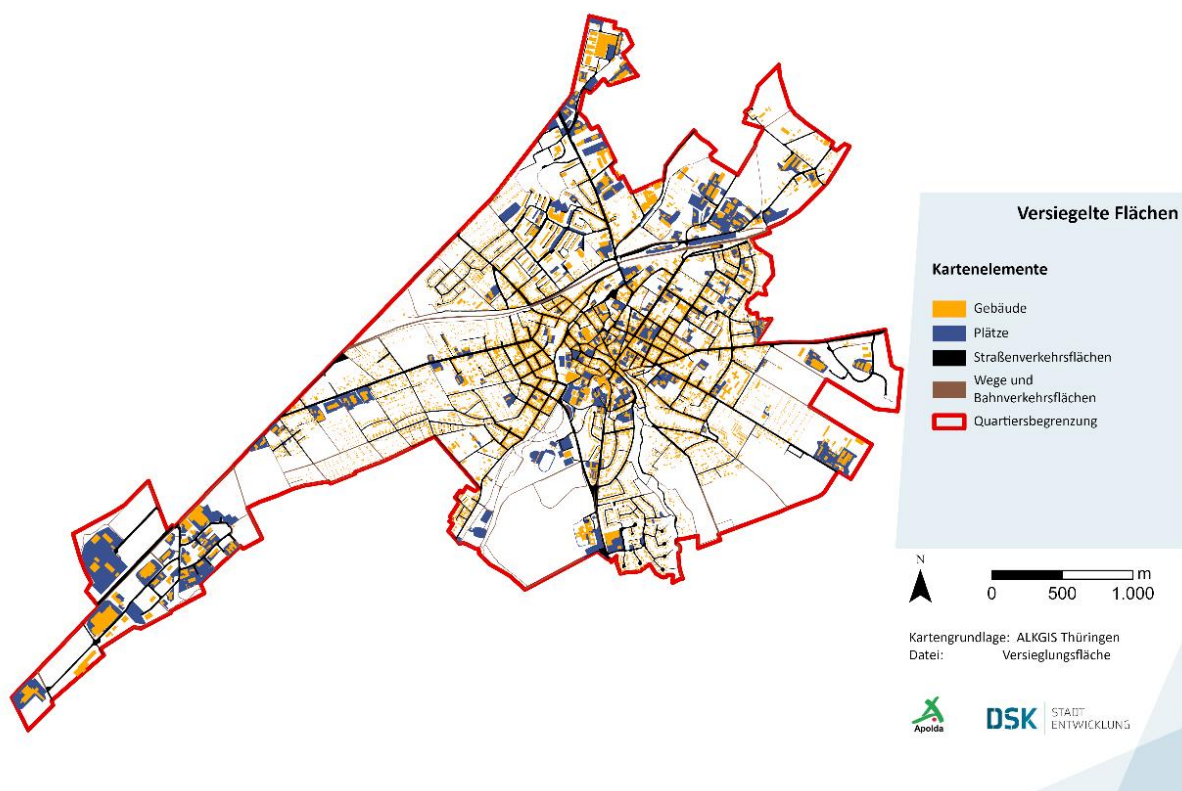 Versiegelte Flächen
Kartenelemente
Gebäude
Plätze
Straßenverkehrsflächen
Wege und
Bahnverkehrsflächen
Quartiersbegrenzung
N
m
0 500 1.000
Kartengrundlage: ALKGIS Thüringen
Datei: Versieglungsfläche
Apolda
DSK STADT
ENTWICKLUNG